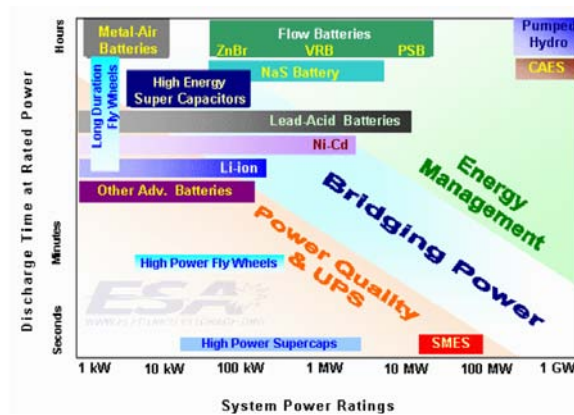 Hours
Metal-Air
Batteries
Flow Batteries
ZnBr VRB PSB
Pumped
Hydro
CAES
NaS Battery
High Energy
Super Capacitors
Long Duration
Fly Wheels
Lead-Acid Batteries
Ni-Cd
Li-ion
Other Adv. Batteries
Energy
Management
Bridging Power
Power Quality
& UPS
Discharge Time at Rated Power
Minutes
High Power Fly Wheels
ESA
Seconds
High Power Supercaps
SMES
1 kW 10 kW 100 kW 1 MW 10 MW 100 MW 1 GW
System Power Ratings